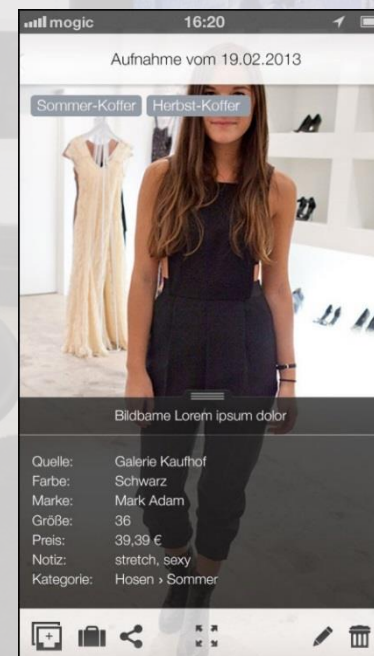 mogic 16:20
Aufnahme vom 19.02.2013
Sommer-Koffer Herbst-Koffer
Bildbame Lorem ipsum dolor
Quelle: Galerie Kaufhof
Farbe: Schwarz
Marke: Mark Adam
Größe: 36
Preis: 39,39 €
Notiz: stretch, sexy
Kategorie: Hosen › Sommer